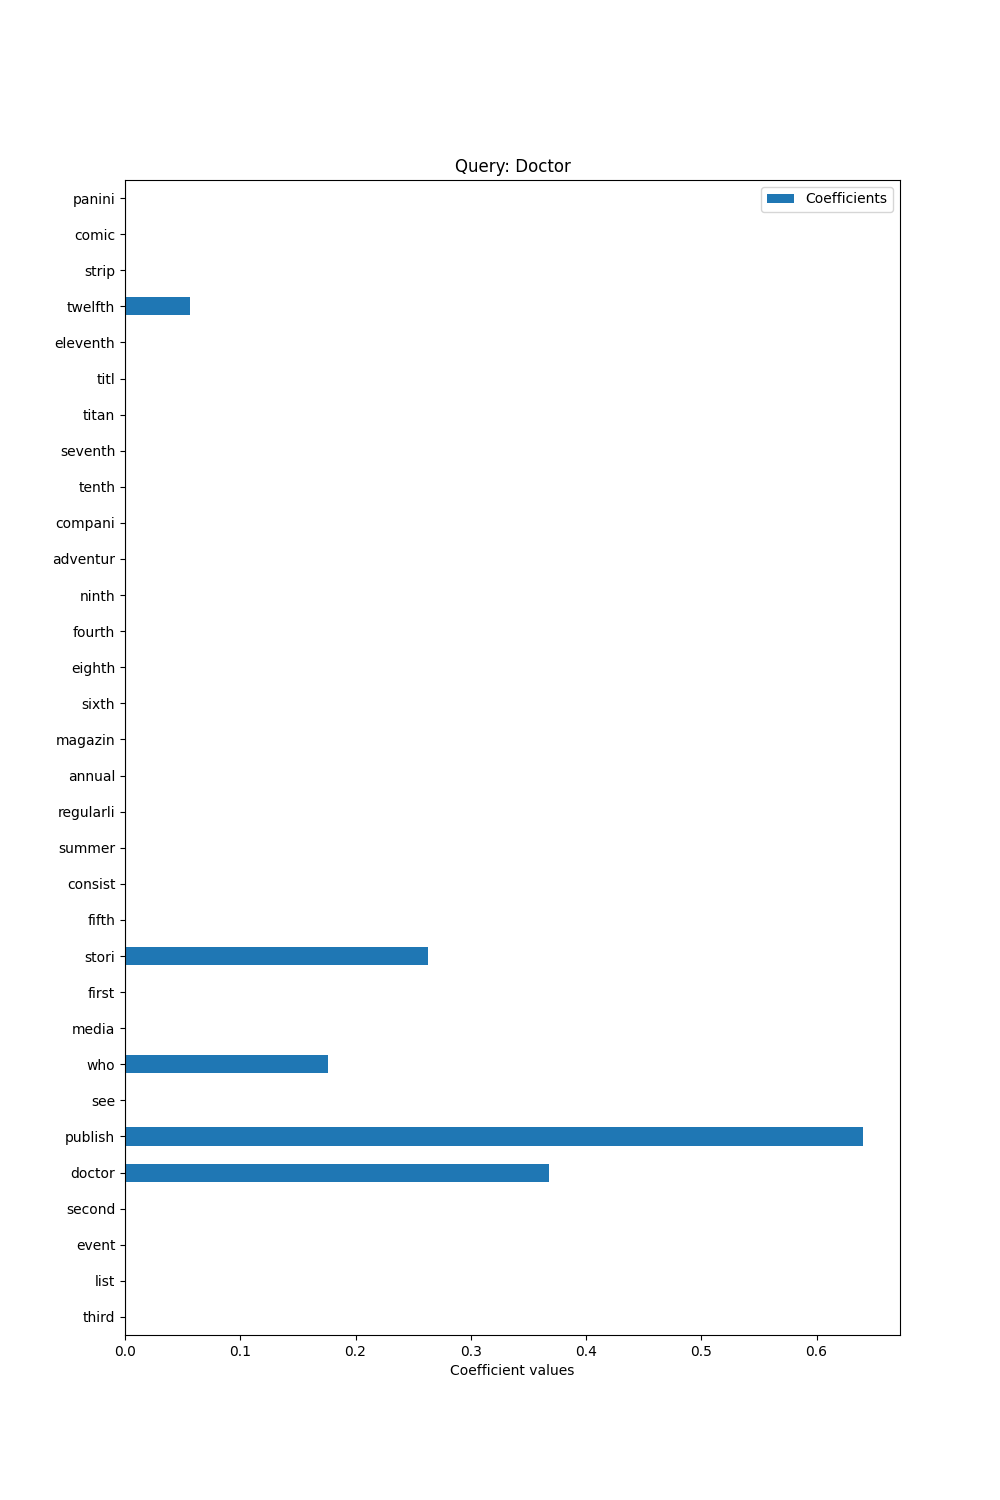 Query: Doctor
Coefficients
panini
comic
strip
twelfth
eleventh
titl
titan
seventh
tenth
compani
adventur
ninth
fourth
eighth
sixth
magazin
annual
regularli
summer
consist
fifth
stori
first
media
who
see
publish
doctor
second
event
list
third
0.0 0.1 0.2 0.3 0.4 0.5 0.6
Coefficient values